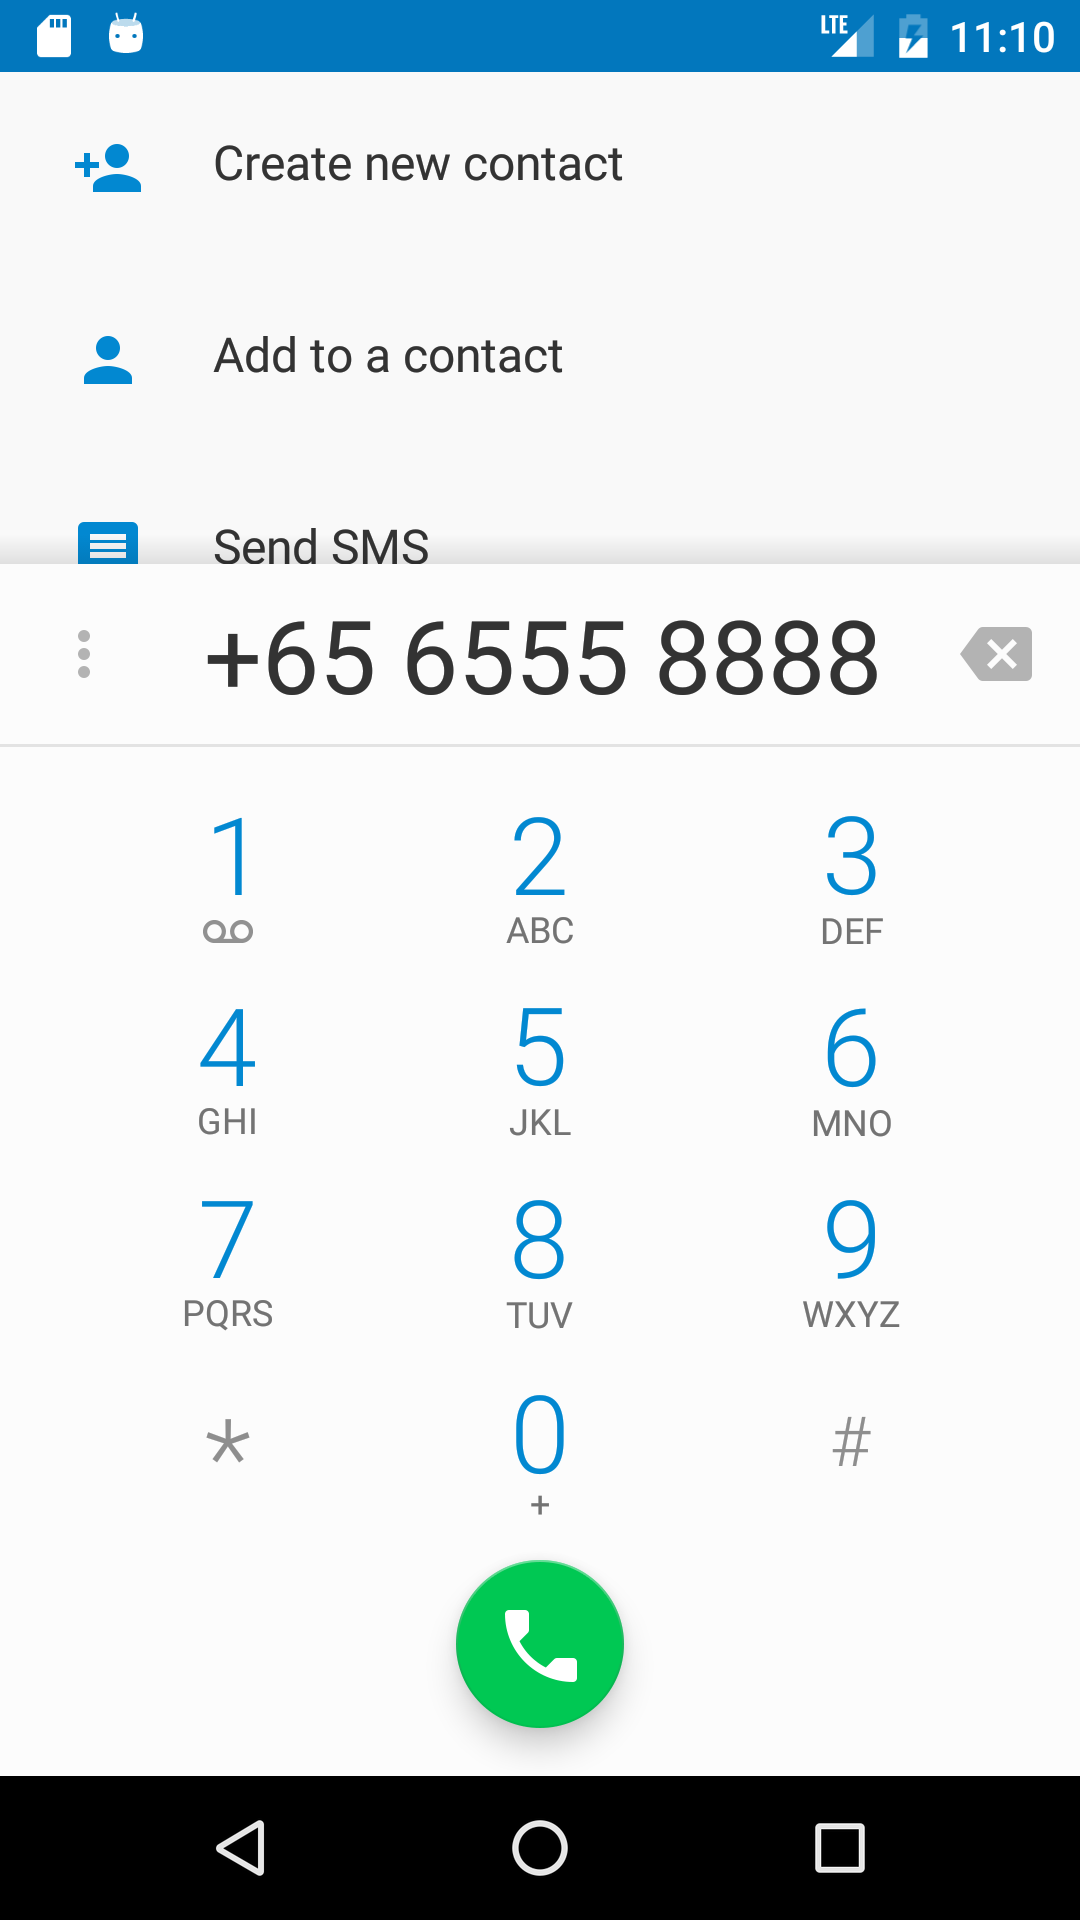 LTE 11:10
Create new contact
Add to a contact
Send SMS
+65 6555 8888
1 2 3
ABC DEF
4 5 6
GHI JKL MNO
7 8 9
PQRS TUV WXYZ
* 0 #
+